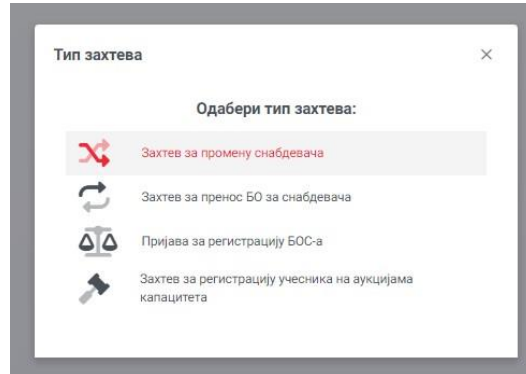 Тип захтева
Одабери тип захтева:
Захтев за промену снабдевача
Захтев за пренос БО за снабдевача
Пријава за регистрацију БОС-а
Захтев за регистрацију учесника на аукцијама
капацитета